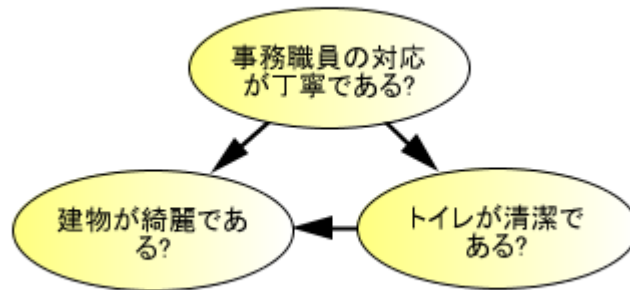 事務職員の対応
が丁寧である?
建物が綺麗であ
る?
トイレが清潔で
ある?